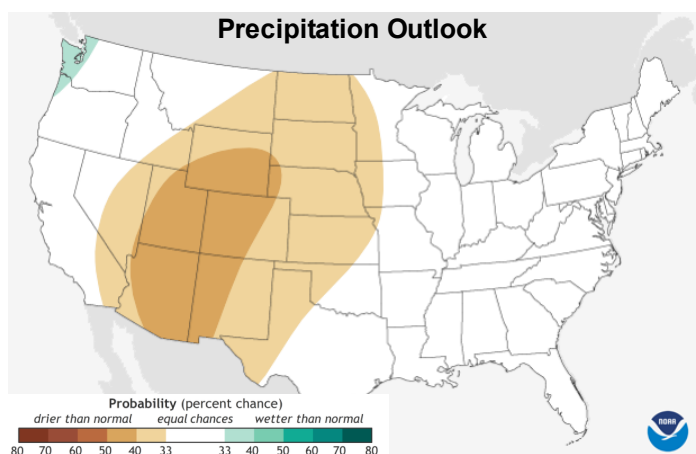 Precipitation Outlook
Probability (percent chance)
drier than normal equal chances wetter than normal
80 70 60 50 40 33 33 40 50 60 70 80
NOAA